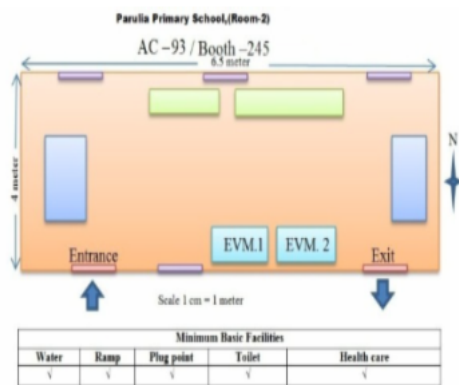 Parulia Primary School,(Room-2)
AC –93 / Booth –245
6.5 meter
4 meter
N
EVM.1 EVM. 2
Entrance Exit
Scale 1 cm = 1 meter
Minimum Basic Facilities
Water Ramp Plug point Toilet Health care
√ √ √ √ √